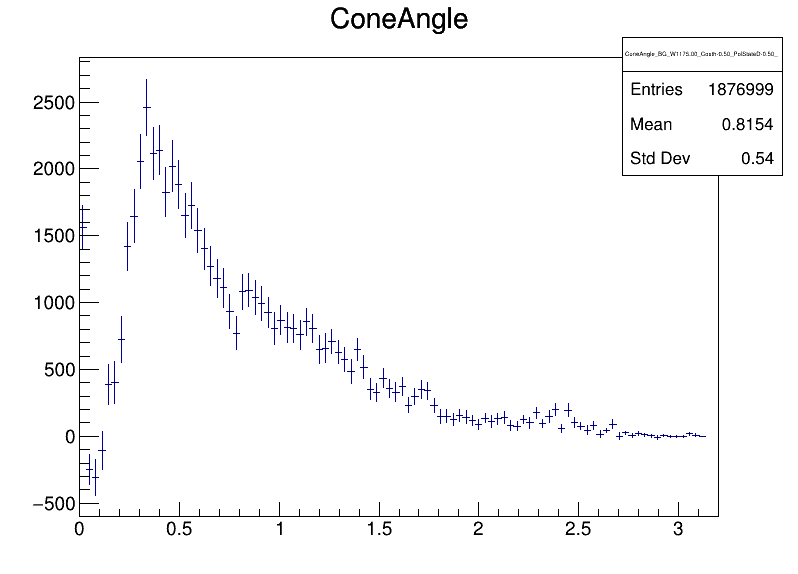 ConeAngle
ConeAngle_BG_W1175.00_Costh-0.50_PolStateD-0.50_
Entries 1876999
Mean 0.8154
Std Dev 0.54
2500
2000
1500
1000
500
0
−500
0 0.5 1 1.5 2 2.5 3